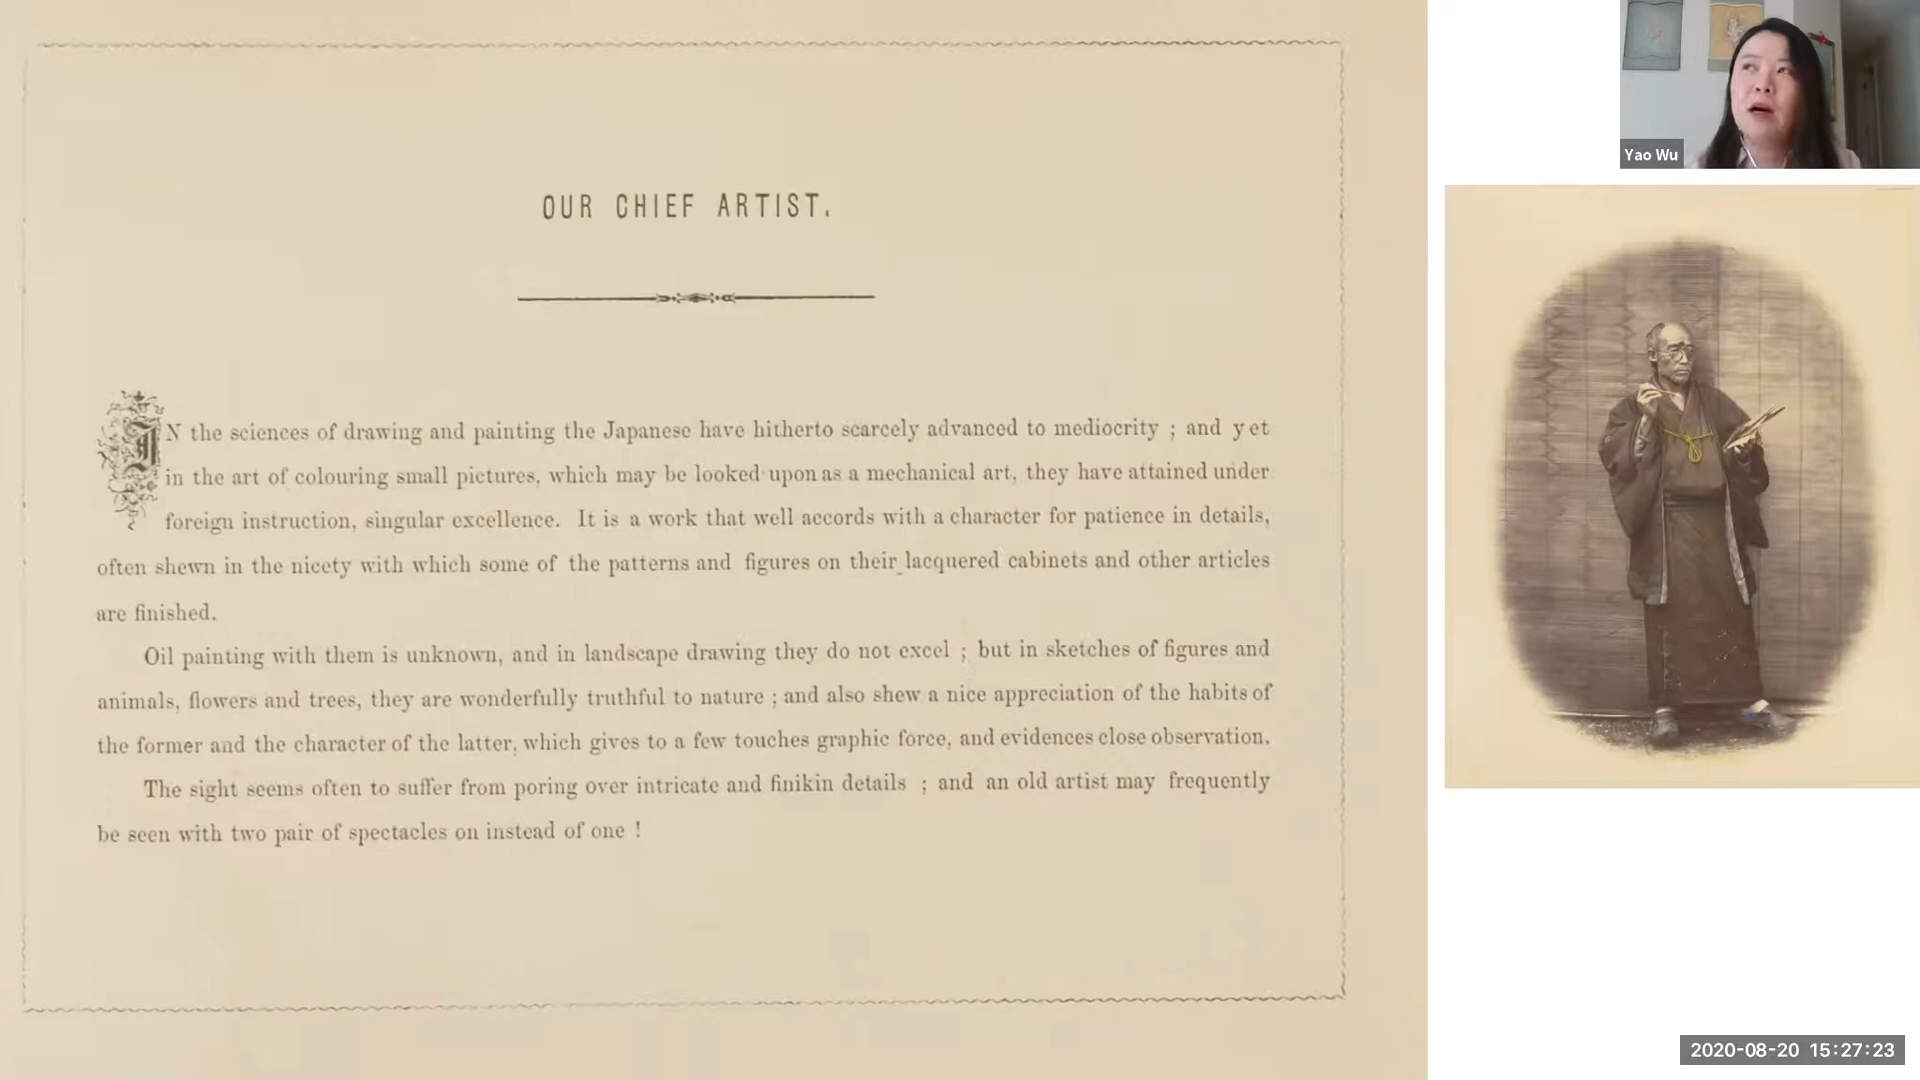 OUR CHIEF ARTIST.
IN the sciences of drawing and painting the Japanese have hitherto scarcely advanced to mediocrity ; and yet
in the art of colouring small pictures, which may be looked upon as a mechanical art, they have attained under
foreign instruction, singular excellence. It is a work that well accords with a character for patience in details,
often shewn in the nicety with which some of the patterns and figures on their lacquered cabinets and other articles
are finished.
Oil painting with them is unknown, and in landscape drawing they do not excel ; but in sketches of figures and
animals, flowers and trees, they are wonderfully truthful to nature ; and also shew a nice appreciation of the habits of
the former and the character of the latter, which gives to a few touches graphic force, and evidences close observation.
The sight seems often to suffer from poring over intricate and finikin details ; and an old artist may frequently
be seen with two pair of spectacles on instead of one !
Yao Wu
2020-08-20 15:27:23